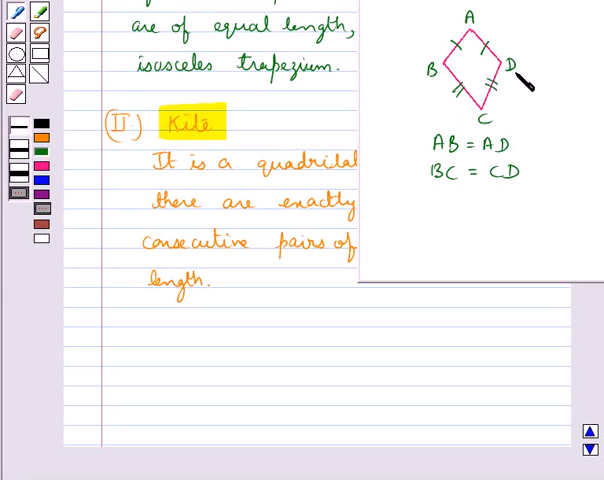 are of equal length,
isosceles trapezium.
(II.) Kite
It is a quadrilat
there are exactly
consecutive pairs of
length.
A
B
D
C
AB = AD
BC = CD